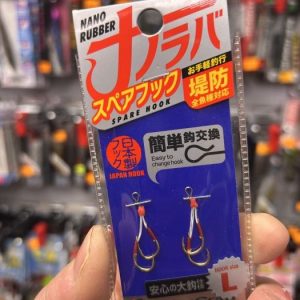 NANO
RUBBER
ナノラバ
スペアフック
SPARE HOOK
お手軽釣行
堤防
全魚種対応
日本製
フック
JAPAN HOOK
簡単鈎交換
Easy to
change hook
HOOK SIZE
L
安心の大鈎